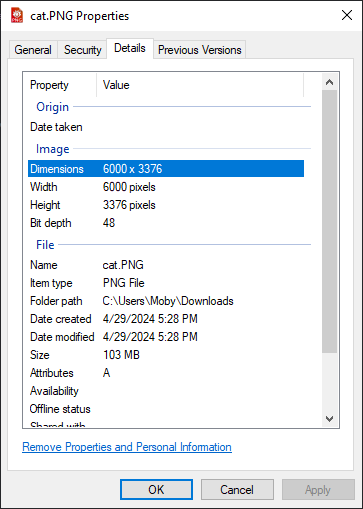 cat.PNG Properties
General Security Details Previous Versions
Property Value
Origin
Date taken
Image
Dimensions 6000 x 3376
Width 6000 pixels
Height 3376 pixels
Bit depth 48
File
Name cat.PNG
Item type PNG File
Folder path C:\Users\Moby\Downloads
Date created 4/29/2024 5:28 PM
Date modified 4/29/2024 5:28 PM
Size 103 MB
Attributes A
Availability
Offline status
Shared with
Remove Properties and Personal Information
OK Cancel Apply